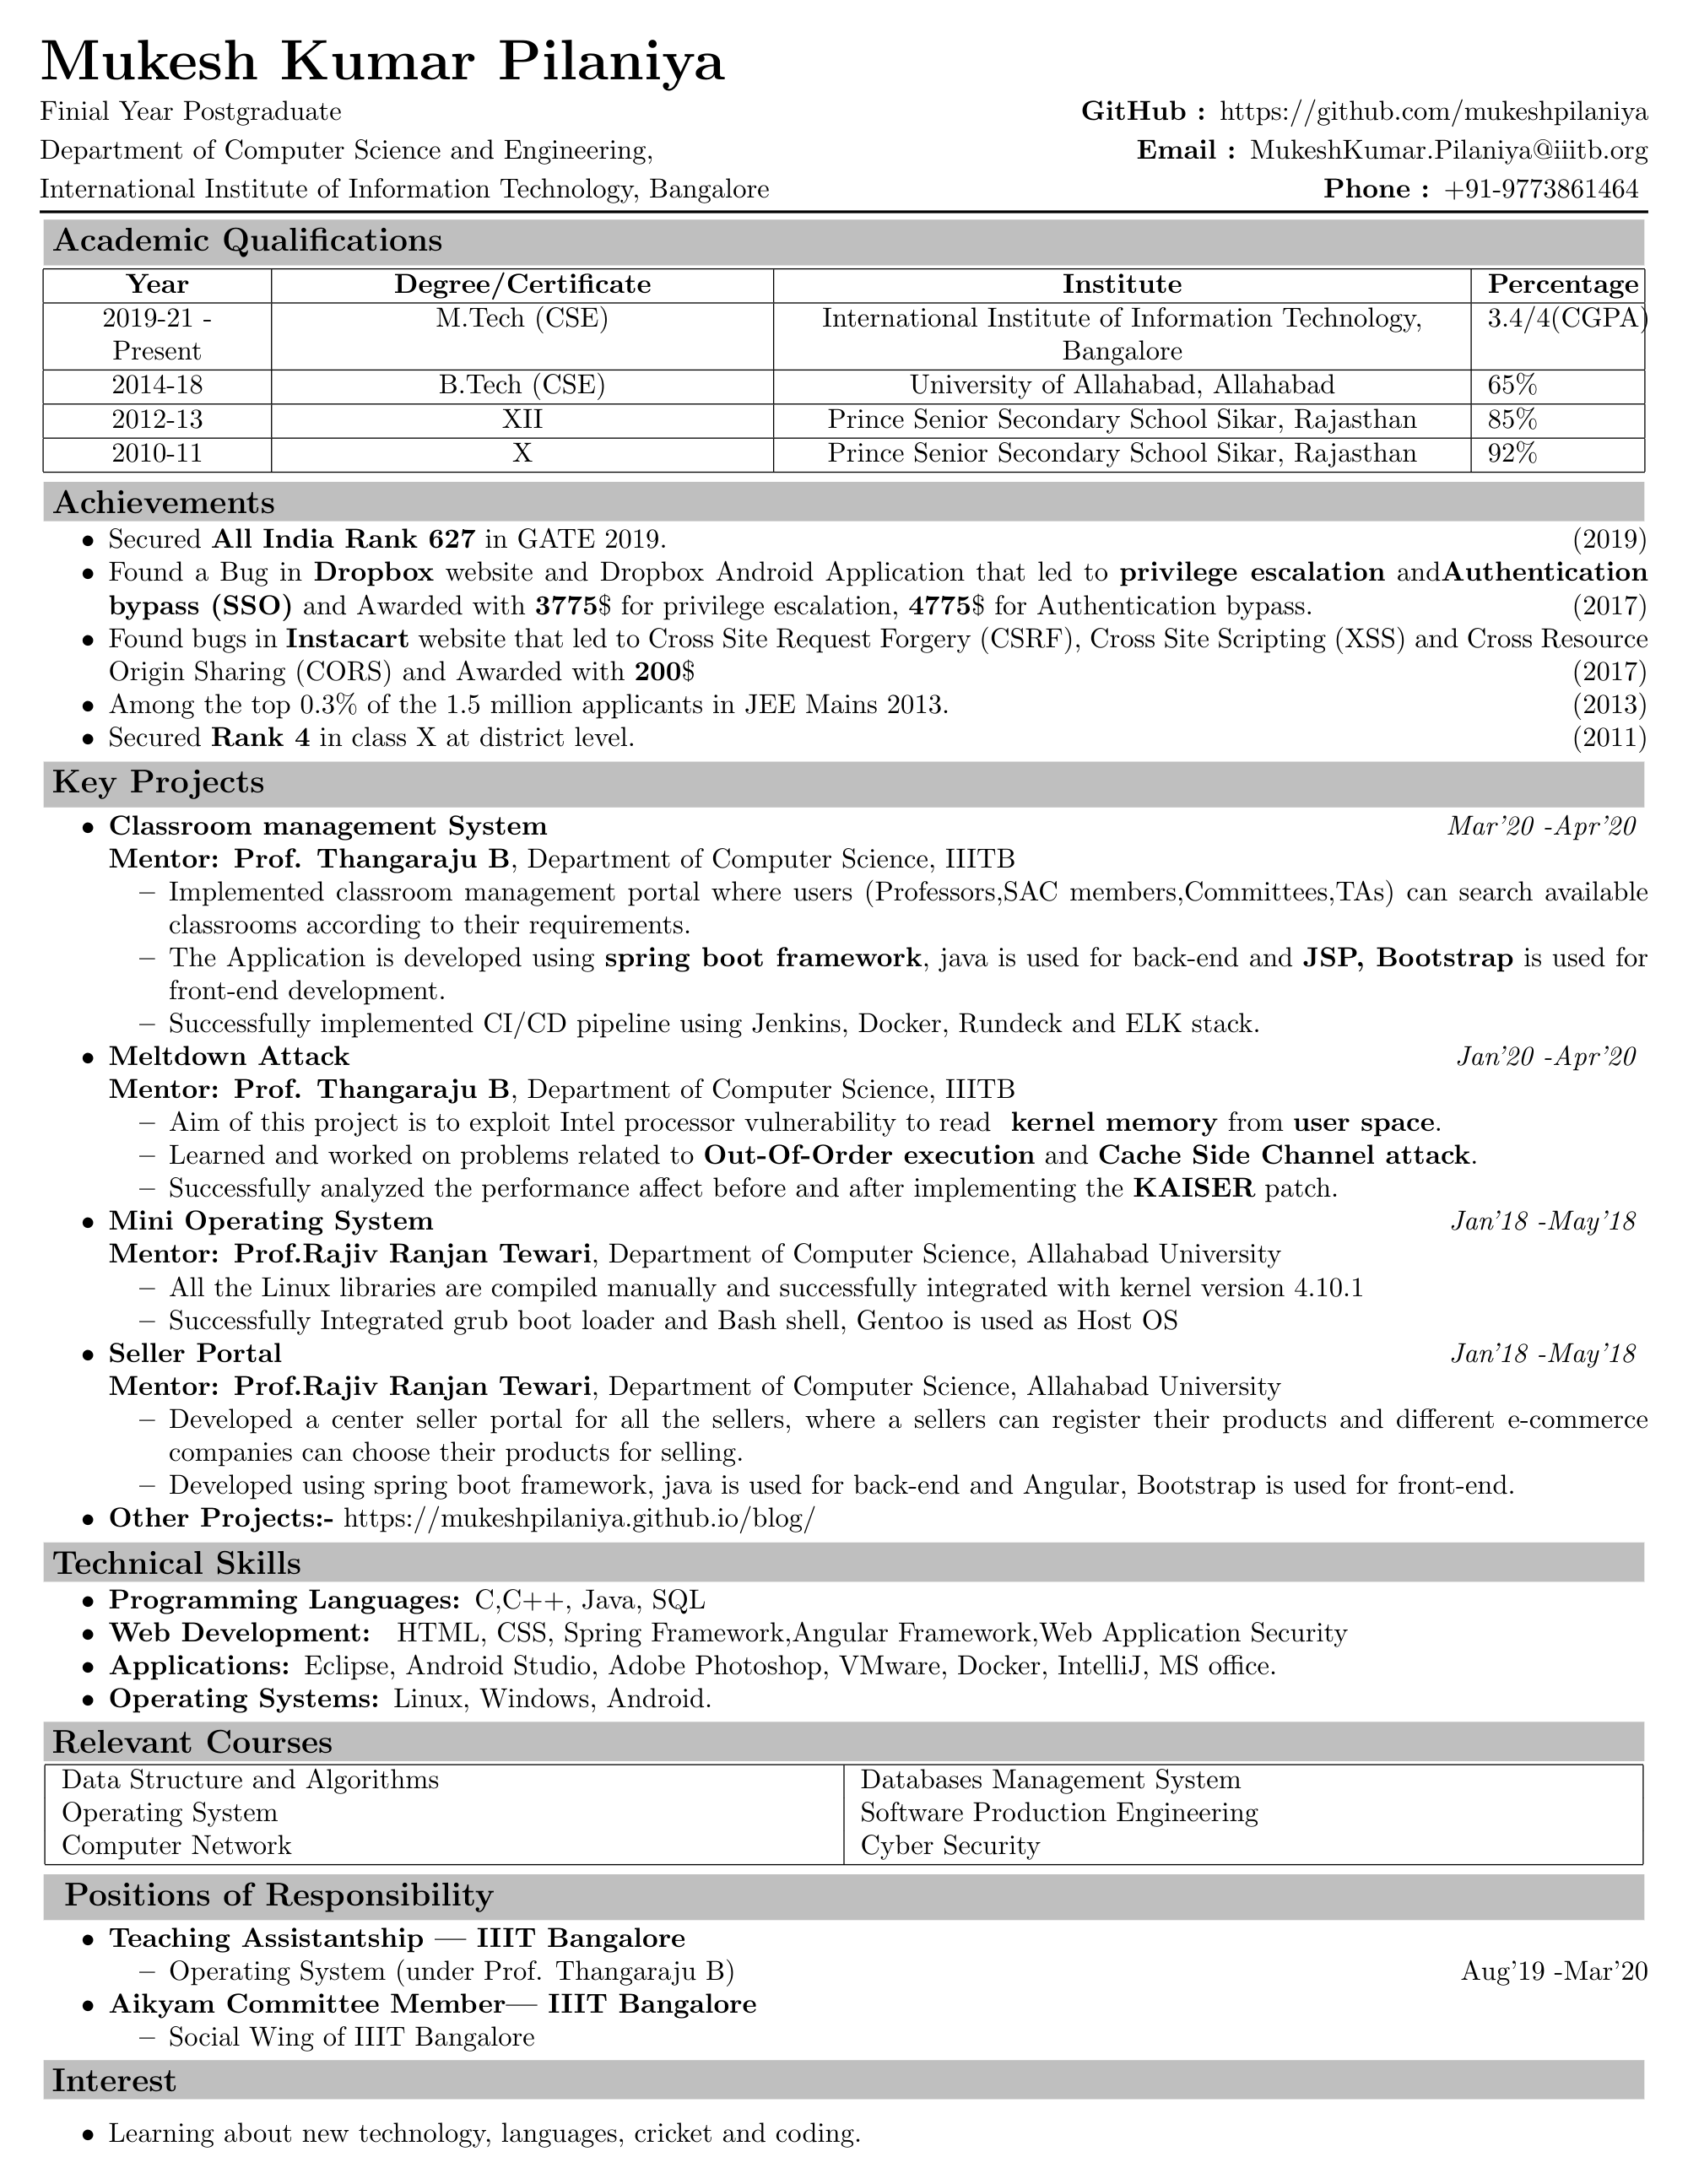 Mukesh Kumar Pilaniya
Finial Year Postgraduate
GitHub : https://github.com/mukeshpilaniya
Department of Computer Science and Engineering,
Email : MukeshKumar.Pilaniya@iiitb.org
International Institute of Information Technology, Bangalore
Phone : +91-9773861464
Academic Qualifications
Year Degree/Certificate Institute Percentage
2019-21 - M.Tech (CSE) International Institute of Information Technology, 3.4/4(CGPA)
Present Bangalore
2014-18 B.Tech (CSE) University of Allahabad, Allahabad 65%
2012-13 XII Prince Senior Secondary School Sikar, Rajasthan 85%
2010-11 X Prince Senior Secondary School Sikar, Rajasthan 92%
Achievements
• Secured All India Rank 627 in GATE 2019. (2019)
• Found a Bug in Dropbox website and Dropbox Android Application that led to privilege escalation andAuthentication
bypass (SSO) and Awarded with 3775$ for privilege escalation, 4775$ for Authentication bypass. (2017)
• Found bugs in Instacart website that led to Cross Site Request Forgery (CSRF), Cross Site Scripting (XSS) and Cross Resource
Origin Sharing (CORS) and Awarded with 200$ (2017)
• Among the top 0.3% of the 1.5 million applicants in JEE Mains 2013. (2013)
• Secured Rank 4 in class X at district level. (2011)
Key Projects
• Classroom management System Mar'20 -Apr'20
Mentor: Prof. Thangaraju B, Department of Computer Science, IIITB
– Implemented classroom management portal where users (Professors,SAC members,Committees,TAs) can search available
classrooms according to their requirements.
– The Application is developed using spring boot framework, java is used for back-end and JSP, Bootstrap is used for
front-end development.
– Successfully implemented CI/CD pipeline using Jenkins, Docker, Rundeck and ELK stack.
• Meltdown Attack Jan'20 -Apr'20
Mentor: Prof. Thangaraju B, Department of Computer Science, IIITB
– Aim of this project is to exploit Intel processor vulnerability to read kernel memory from user space.
– Learned and worked on problems related to Out-Of-Order execution and Cache Side Channel attack.
– Successfully analyzed the performance affect before and after implementing the KAISER patch.
• Mini Operating System Jan'18 -May'18
Mentor: Prof.Rajiv Ranjan Tewari, Department of Computer Science, Allahabad University
– All the Linux libraries are compiled manually and successfully integrated with kernel version 4.10.1
– Successfully Integrated grub boot loader and Bash shell, Gentoo is used as Host OS
• Seller Portal Jan'18 -May'18
Mentor: Prof.Rajiv Ranjan Tewari, Department of Computer Science, Allahabad University
– Developed a center seller portal for all the sellers, where a sellers can register their products and different e-commerce
companies can choose their products for selling.
– Developed using spring boot framework, java is used for back-end and Angular, Bootstrap is used for front-end.
• Other Projects:- https://mukeshpilaniya.github.io/blog/
Technical Skills
• Programming Languages: C,C++, Java, SQL
• Web Development: HTML, CSS, Spring Framework,Angular Framework,Web Application Security
• Applications: Eclipse, Android Studio, Adobe Photoshop, VMware, Docker, IntelliJ, MS office.
• Operating Systems: Linux, Windows, Android.
Relevant Courses
Data Structure and Algorithms Databases Management System
Operating System Software Production Engineering
Computer Network Cyber Security
Positions of Responsibility
• Teaching Assistantship — IIIT Bangalore
– Operating System (under Prof. Thangaraju B) Aug'19 -Mar'20
• Aikyam Committee Member— IIIT Bangalore
– Social Wing of IIIT Bangalore
Interest
• Learning about new technology, languages, cricket and coding.